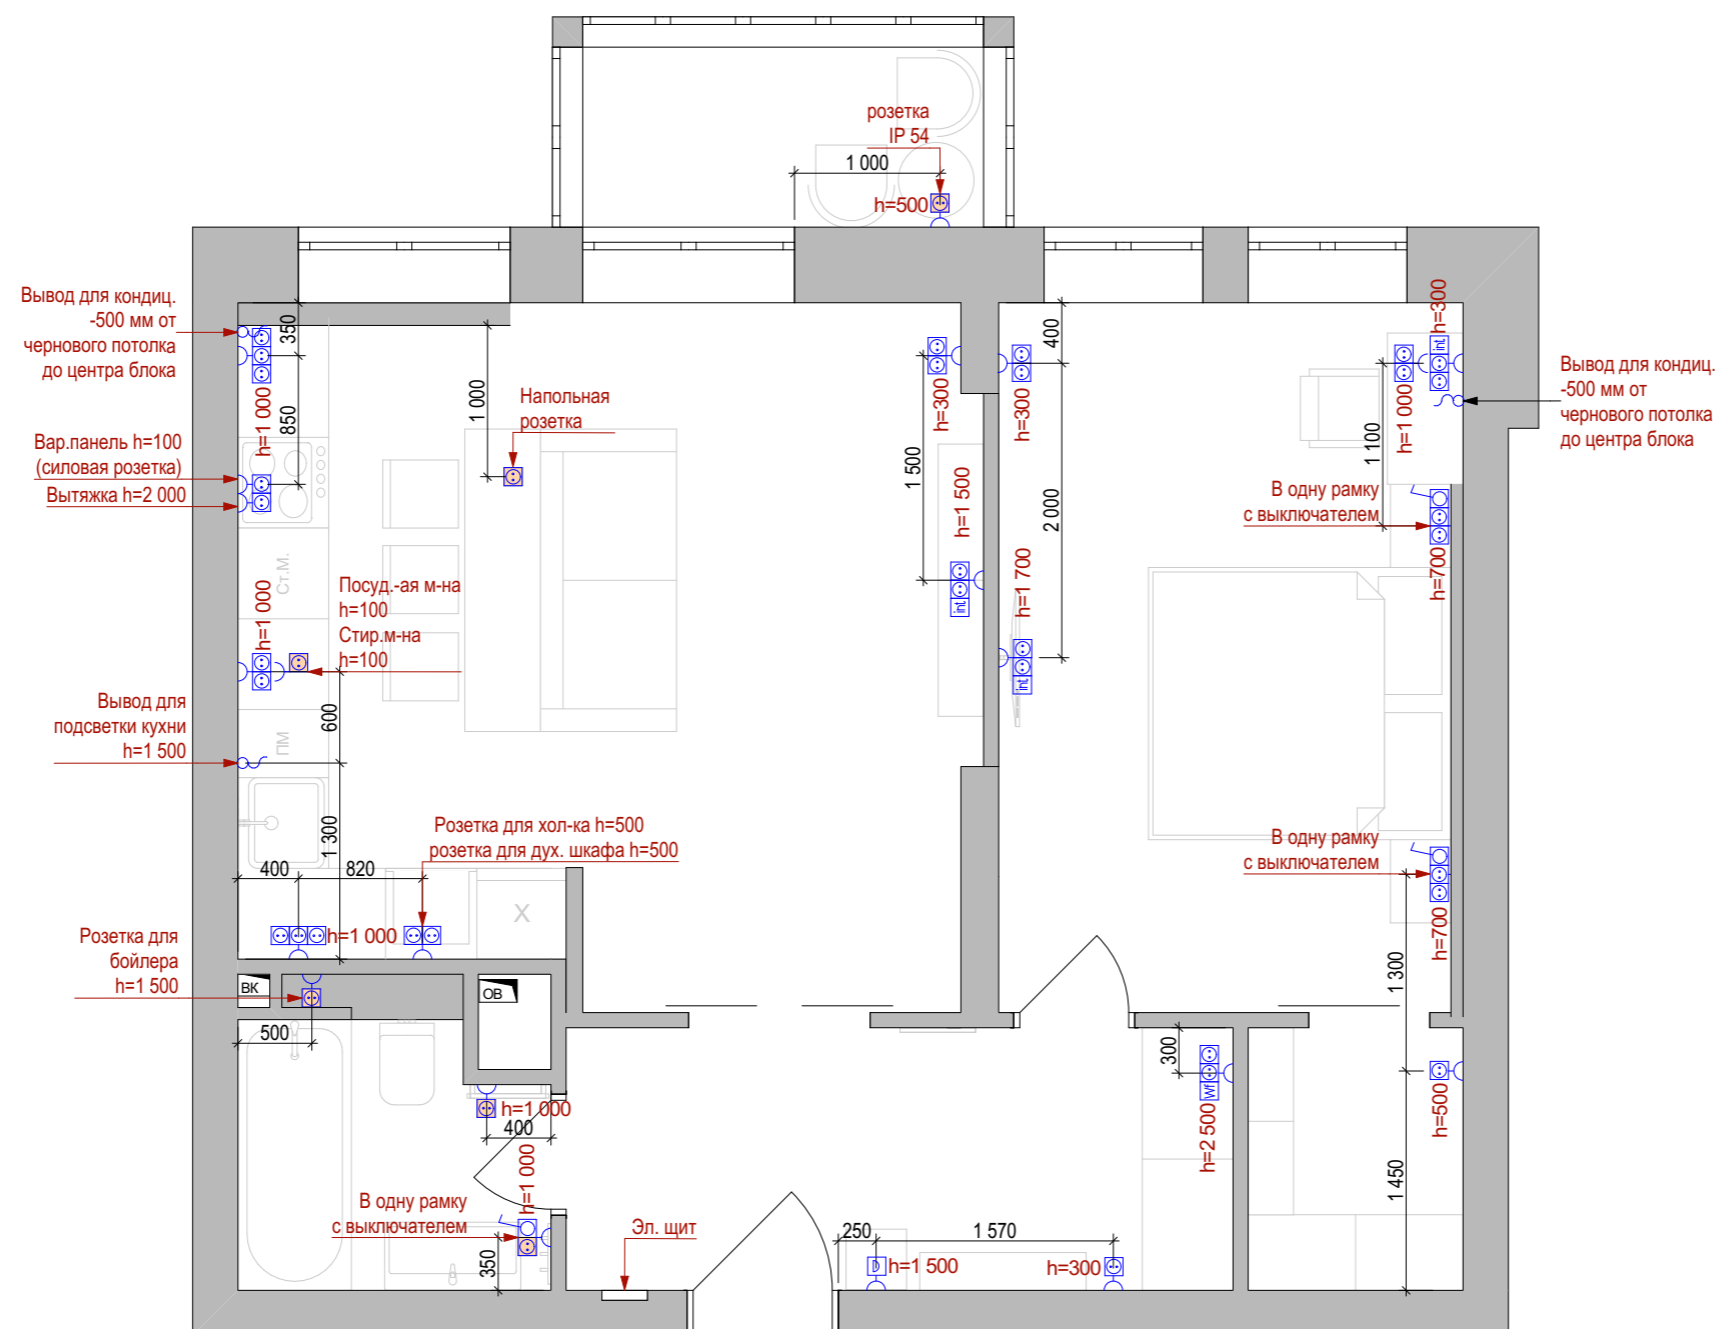 розетка
IP 54
1 000
h=500
Вывод для кондиц.
-500 мм от
чернового потолка
до центра блока
350
h=1 000
850
1 000
Напольная
розетка
h=300
1 500
h=1 500
int.
400
h=300
2 000
h=1 700
int.
h=300
int.
h=1 000
1 100
Вывод для кондиц.
-500 мм от
чернового потолка
до центра блока
Вар.панель h=100
(силовая розетка)
Вытяжка h=2 000
В одну рамку
с выключателем
h=700
Ст.М.
h=1 000
Посуд.-ая м-на
h=100
Стир.м-на
h=100
600
Вывод для
подсветки кухни
h=1 500
ПМ
1 300
Розетка для хол-ка h=500
розетка для дух. шкафа h=500
400
820
Х
h=1 000
В одну рамку
с выключателем
h=700
1 300
Розетка для
бойлера
h=1 500
ВК
ОВ
500
h=1 000
400
h=1 000
В одну рамку
с выключателем
350
Эл. щит
300
Wf
h=2 500
h=500
1 450
250
1 570
D
h=1 500
h=300